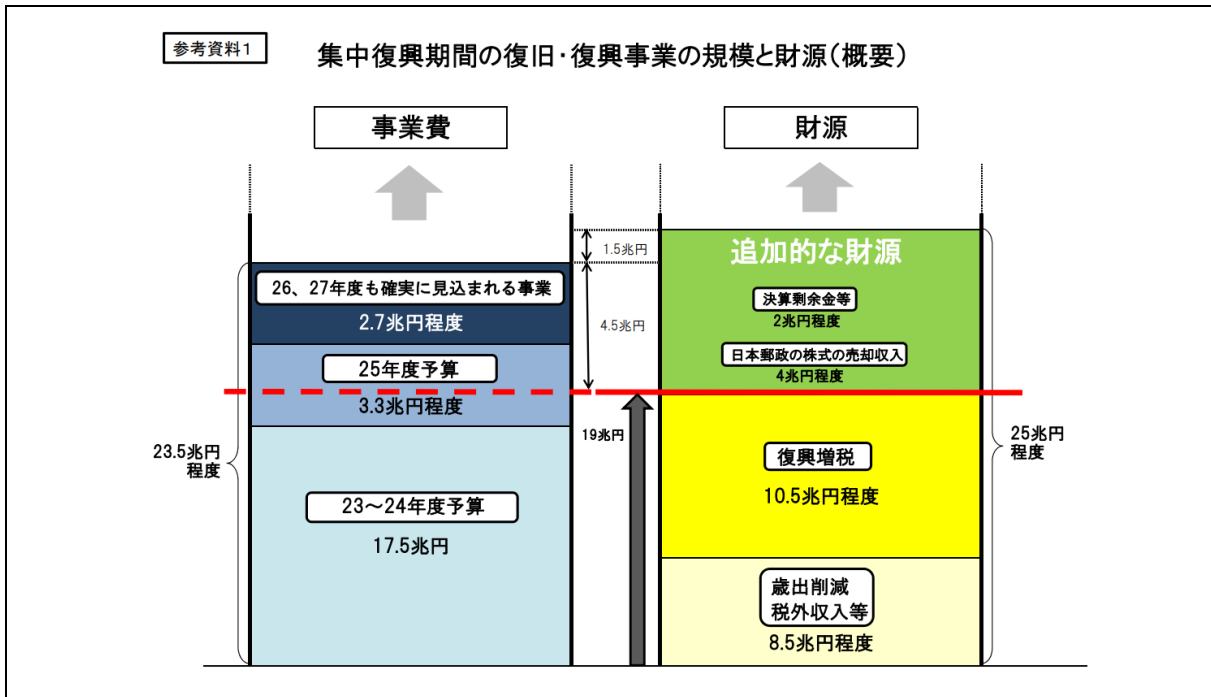 参考資料1
集中復興期間の復旧・復興事業の規模と財源(概要)
事業費
財源
1.5兆円
追加的な財源
26、27年度も確実に見込まれる事業
2.7兆円程度
4.5兆円
決算剰余金等
2兆円程度
日本郵政の株式の売却収入
4兆円程度
25年度予算
3.3兆円程度
19兆円
23.5兆円
程度
25兆円
程度
復興増税
10.5兆円程度
23~24年度予算
17.5兆円
歳出削減
税外収入等
8.5兆円程度